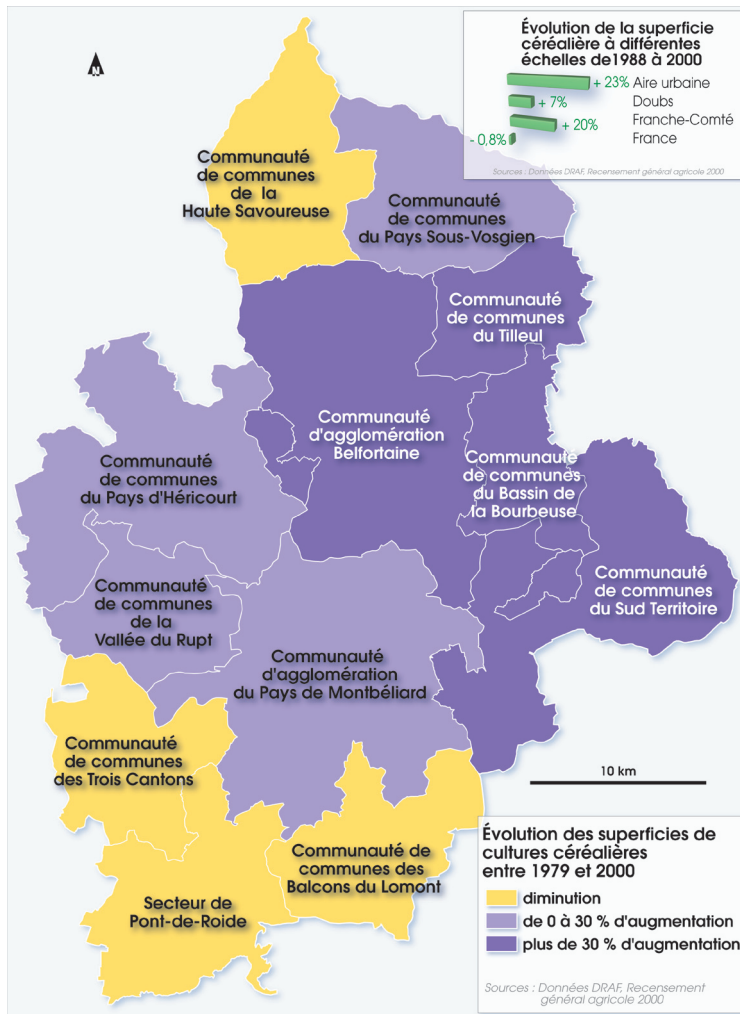 Évolution de la superficie
céréalière à différentes
échelles de1988 à 2000
+ 23% Aire urbaine
+ 7% Doubs
+ 20% Franche-Comté
- 0,8% France
Sources : Données DRAF, Recensement général agricole 2000
N
Communauté
de communes
de la
Haute Savoureuse
Communauté
de communes
du Pays Sous-Vosgien
Communauté
de communes
du Tilleul
Communauté
d'agglomération
Belfortaine
Communauté
de communes
du Pays d'Héricourt
Communauté
de communes
du Bassin de
la Bourbeuse
Communauté
de communes
du Sud Territoire
Communauté
de communes
de la
Vallée du Rupt
Communauté
d'agglomération
du Pays de Montbéliard
Communauté
de communes
des Trois Cantons
10 km
Communauté de
communes des
Balcons du Lomont
Secteur de
Pont-de-Roide
Évolution des superficies de
cultures céréalières
entre 1979 et 2000
diminution
de 0 à 30 % d'augmentation
plus de 30 % d'augmentation
Sources : Données DRAF, Recensement
général agricole 2000